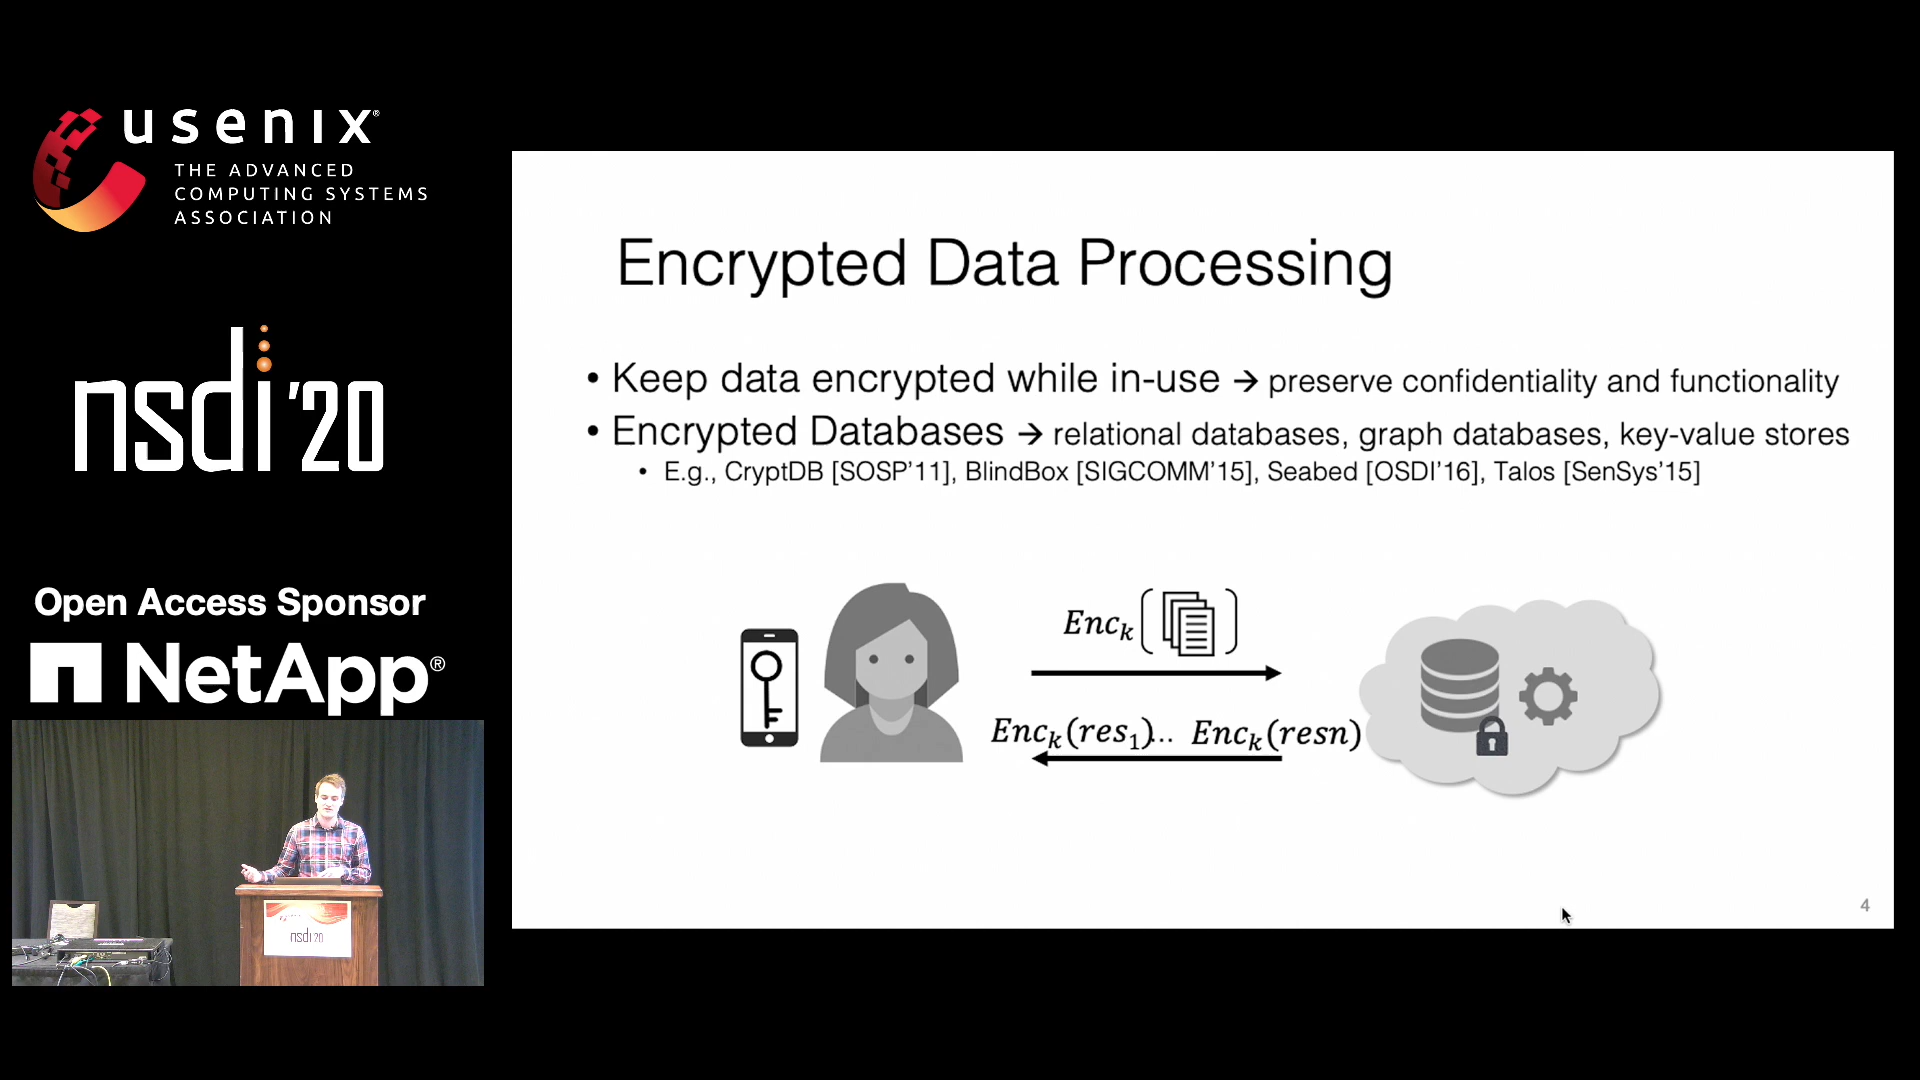 usenix®
THE ADVANCED
COMPUTING SYSTEMS
ASSOCIATION
nsdi '20
Open Access Sponsor
NetApp®
nsdi 20
Encrypted Data Processing
• Keep data encrypted while in-use → preserve confidentiality and functionality
• Encrypted Databases → relational databases, graph databases, key-value stores
• E.g., CryptDB [SOSP'11], BlindBox [SIGCOMM'15], Seabed [OSDI'16], Talos [SenSys'15]
Enc_k
Enc_k(res_1)... Enc_k(resn)
4